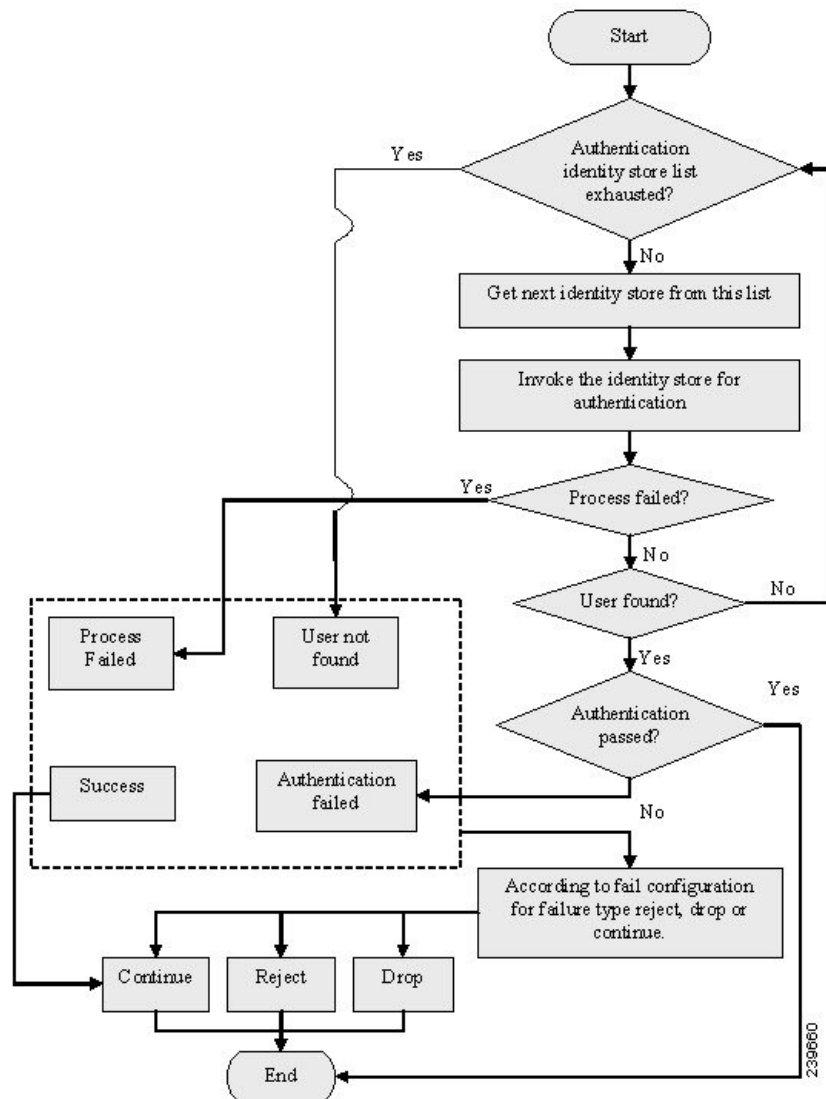 Start
Authentication
identity store list
exhausted?
Yes
No
Get next identity store from this list
Invoke the identity store for
authentication
Yes
Process failed?
No
User found?
No
Yes
Process
Failed
User not
found
Yes
Authentication
passed?
Success
Authentication
failed
No
According to fail configuration
for failure type reject, drop or
continue.
Continue
Reject
Drop
End
239660